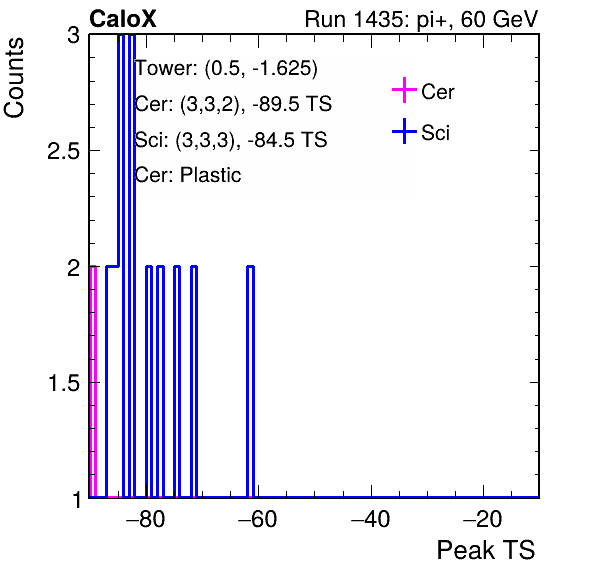 CaloX Run 1435: pi+, 60 GeV
Counts
3
2.5
2
1.5
1
Tower: (0.5, -1.625)
Cer: (3,3,2), -89.5 TS
Sci: (3,3,3), -84.5 TS
Cer: Plastic
Cer
Sci
−80 −60 −40 −20
Peak TS